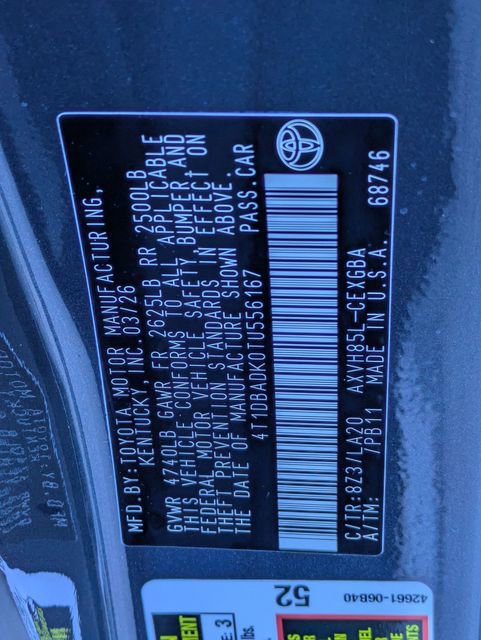 MFD.BY: TOYOTA MOTOR MANUFACTURING,
KENTUCKY, INC. 03/26
GVWR 4740LB GAWR FR 2625LB RR 2500LB
THIS VEHICLE CONFORMS TO ALL APPLICABLE
FEDERAL MOTOR VEHICLE SAFETY, BUMPER AND
THEFT PREVENTION STANDARDS IN EFFECT ON
THE DATE OF MANUFACTURE SHOWN ABOVE.
4T1DBADK0TU556167 PASS.CAR
C/TR:8Z3/LA20 AXVH85L-CEXGBA
A/TM: /PB11 MADE IN U.S.A. 68746
52
42661-06B40